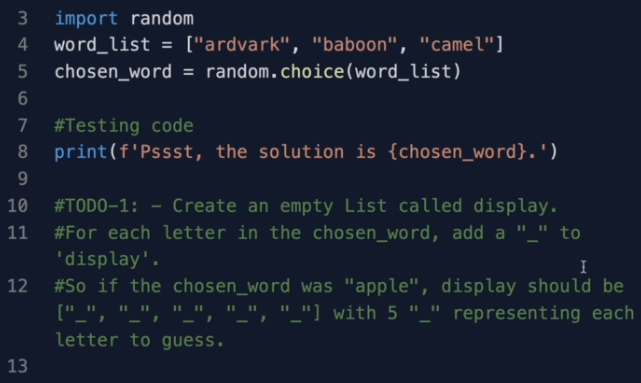 3 import random
4 word_list = ["ardvark", "baboon", "camel"]
5 chosen_word = random.choice(word_list)
6
7 #Testing code
8 print(f'Pssst, the solution is {chosen_word}.')
9
10 #TODO-1: - Create an empty List called display.
11 #For each letter in the chosen_word, add a "_" to
'display'.
12 #So if the chosen_word was "apple", display should be
["_", "_", "_", "_", "_"] with 5 "_" representing each
letter to guess.
13